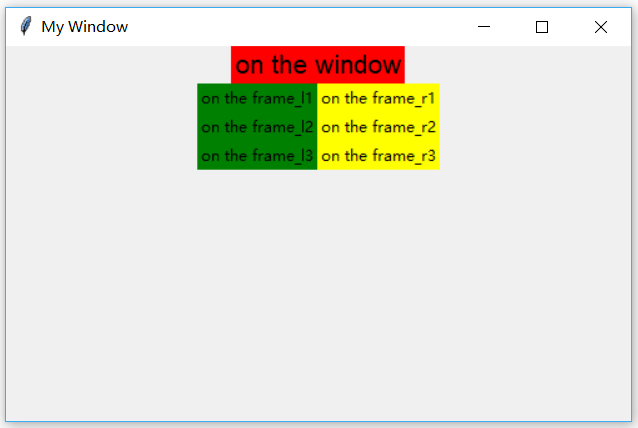 My Window
on the window
on the frame_l1 on the frame_r1
on the frame_l2 on the frame_r2
on the frame_l3 on the frame_r3